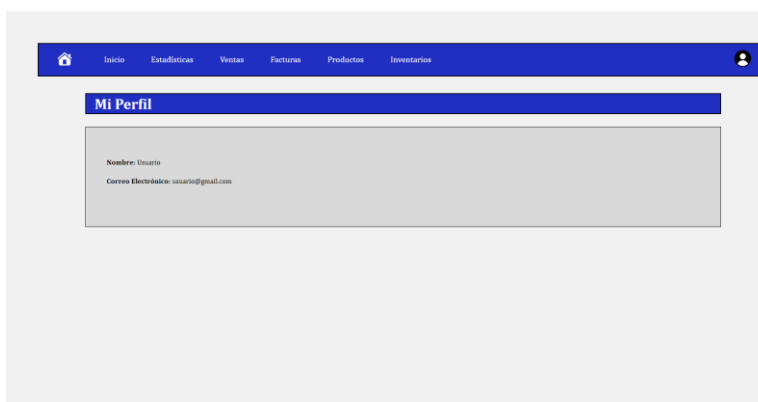 Inicio Estadísticas Ventas Facturas Productos Inventarios
Mi Perfil
Nombre: Usuario
Correo Electrónico: usuario@gmail.com